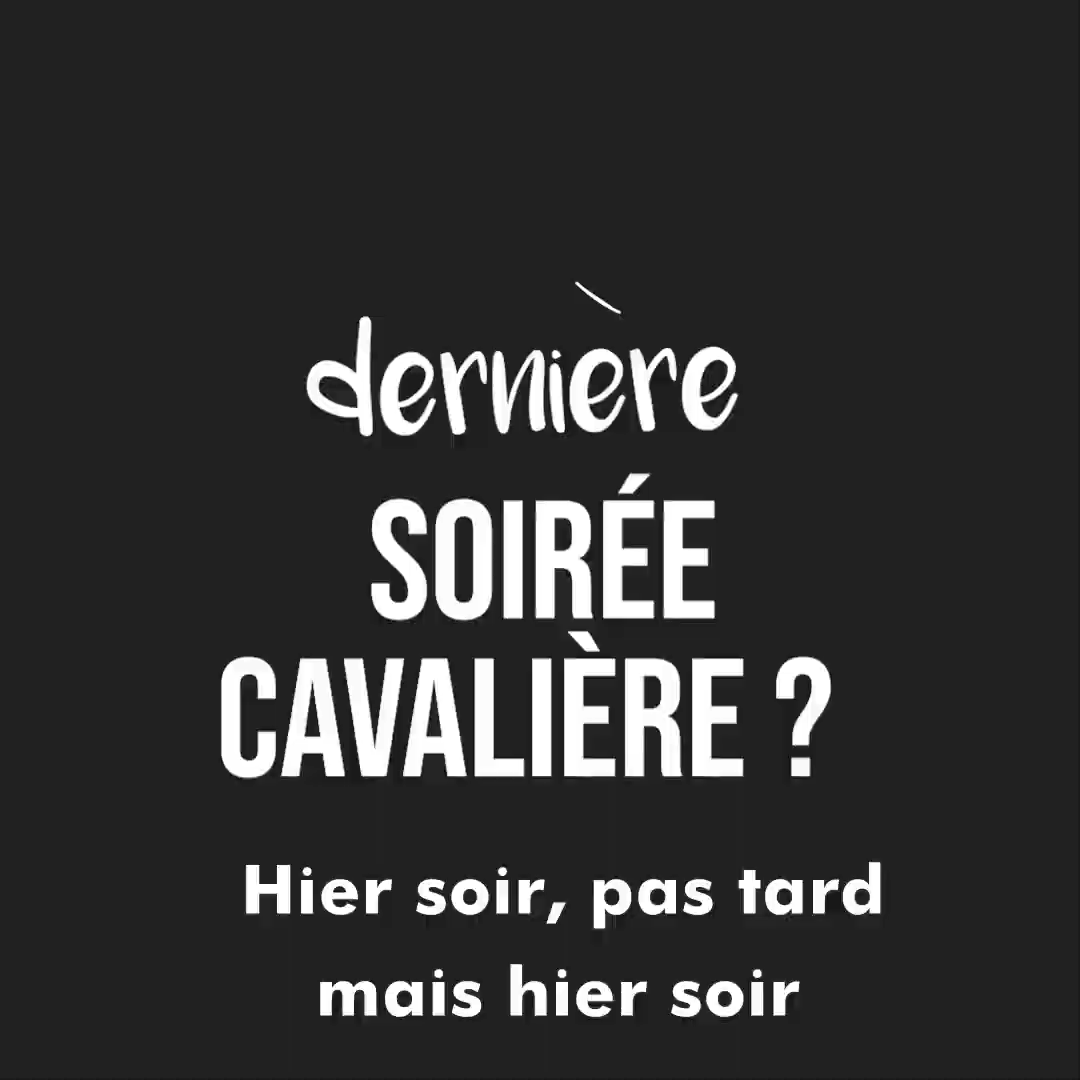 dernière
SOIRÉE
CAVALIÈRE ?
Hier soir, pas tard
mais hier soir